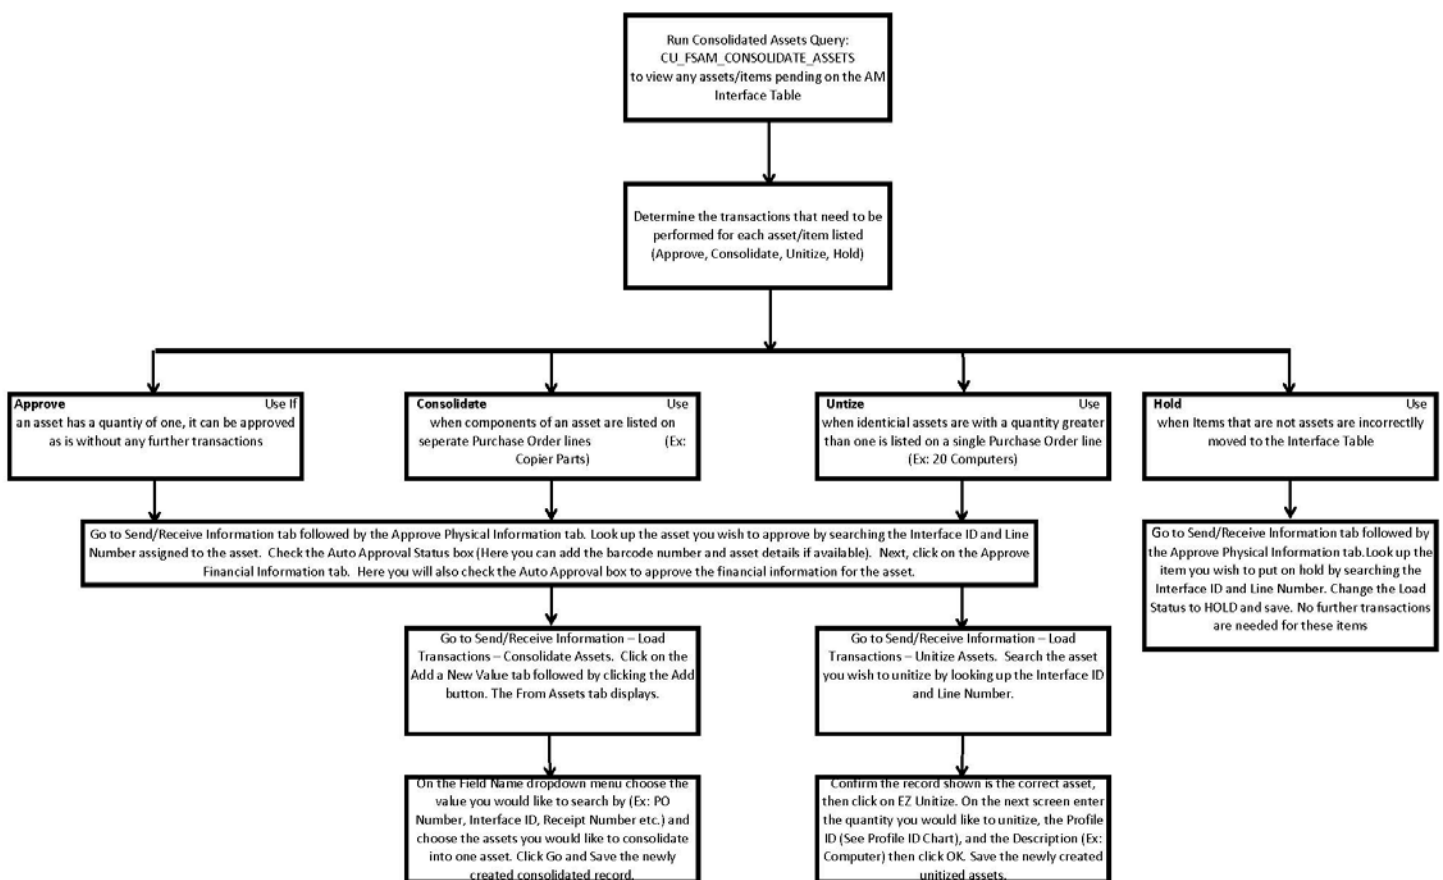 Run Consolidated Assets Query:
CU_FSAM_CONSOLIDATE_ASSETS
to view any assets/items pending on the AM
Interface Table
Determine the transactions that need to be
performed for each asset/item listed
(Approve, Consolidate, Unitize, Hold)
Approve Use If
an asset has a quantiy of one, it can be approved
as is without any further transactions
Consolidate Use
when components of an asset are listed on
seperate Purchase Order lines (Ex:
Copier Parts)
Untize Use
when identicial assets are with a quantity greater
than one is listed on a single Purchase Order line
(Ex: 20 Computers)
Hold Use
when Items that are not assets are incorrectlly
moved to the Interface Table
Go to Send/Receive Information tab followed by the Approve Physical Information tab. Look up the asset you wish to approve by searching the Interface ID and Line
Number assigned to the asset. Check the Auto Approval Status box (Here you can add the barcode number and asset details if available). Next, click on the Approve
Financial Information tab. Here you will also check the Auto Approval box to approve the financial information for the asset.
Go to Send/Receive Information tab followed by
the Approve Physical Information tab.Look up the
item you wish to put on hold by searching the
Interface ID and Line Number. Change the Load
Status to HOLD and save. No further transactions
are needed for these items
Go to Send/Receive Information – Load
Transactions – Consolidate Assets. Click on the
Add a New Value tab followed by clicking the Add
button. The From Assets tab displays.
Go to Send/Receive Information – Load
Transactions – Unitize Assets. Search the asset
you wish to unitize by looking up the Interface ID
and Line Number.
On the Field Name dropdown menu choose the
value you would like to search by (Ex: PO
Number, Interface ID, Receipt Number etc.) and
choose the assets you would like to consolidate
into one asset. Click Go and Save the newly
created consolidated record.
Confirm the record shown is the correct asset,
then click on EZ Unitize. On the next screen enter
the quantity you would like to unitize, the Profile
ID (See Profile ID Chart), and the Description (Ex:
Computer) then click OK. Save the newly created
unitized assets.